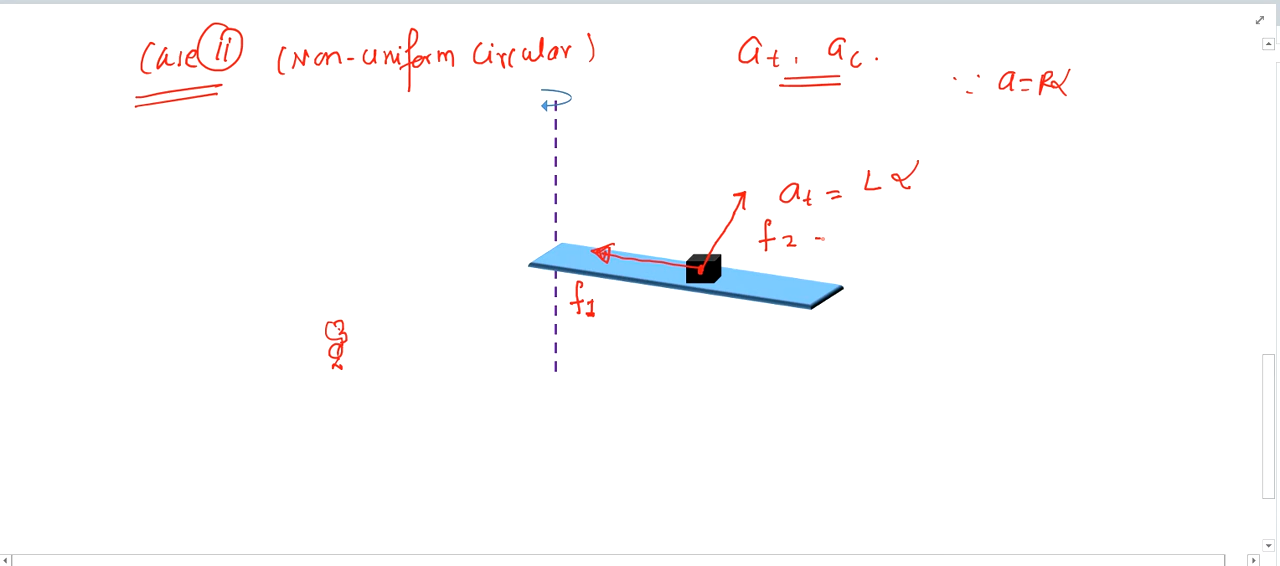 Case (ii) (Non-uniform Circular) at, ac.
∵ a=Rα
at = Lα
f2 -
f1